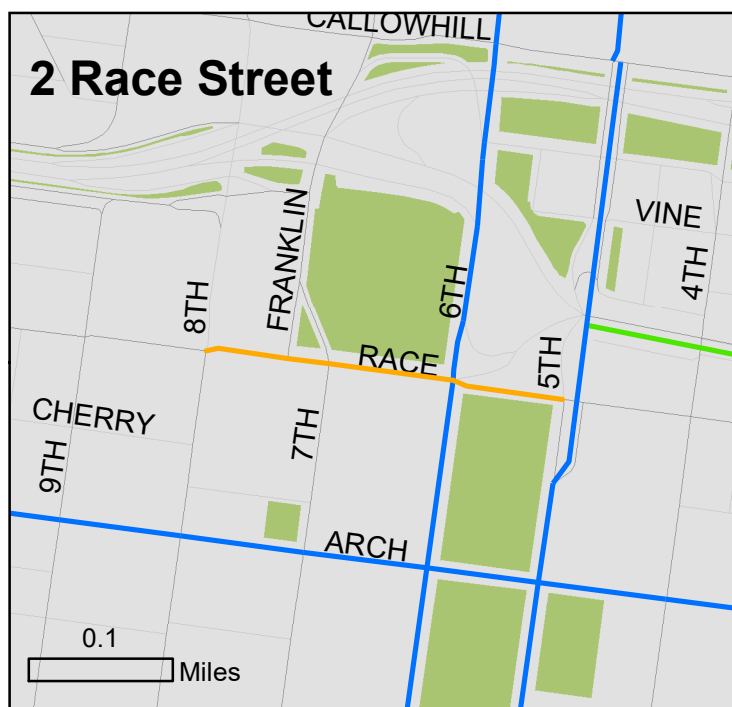 CALLOWHILL
2 Race Street
VINE
FRANKLIN
4TH
6TH
8TH
RACE
5TH
CHERRY
7TH
9TH
ARCH
0.1
Miles